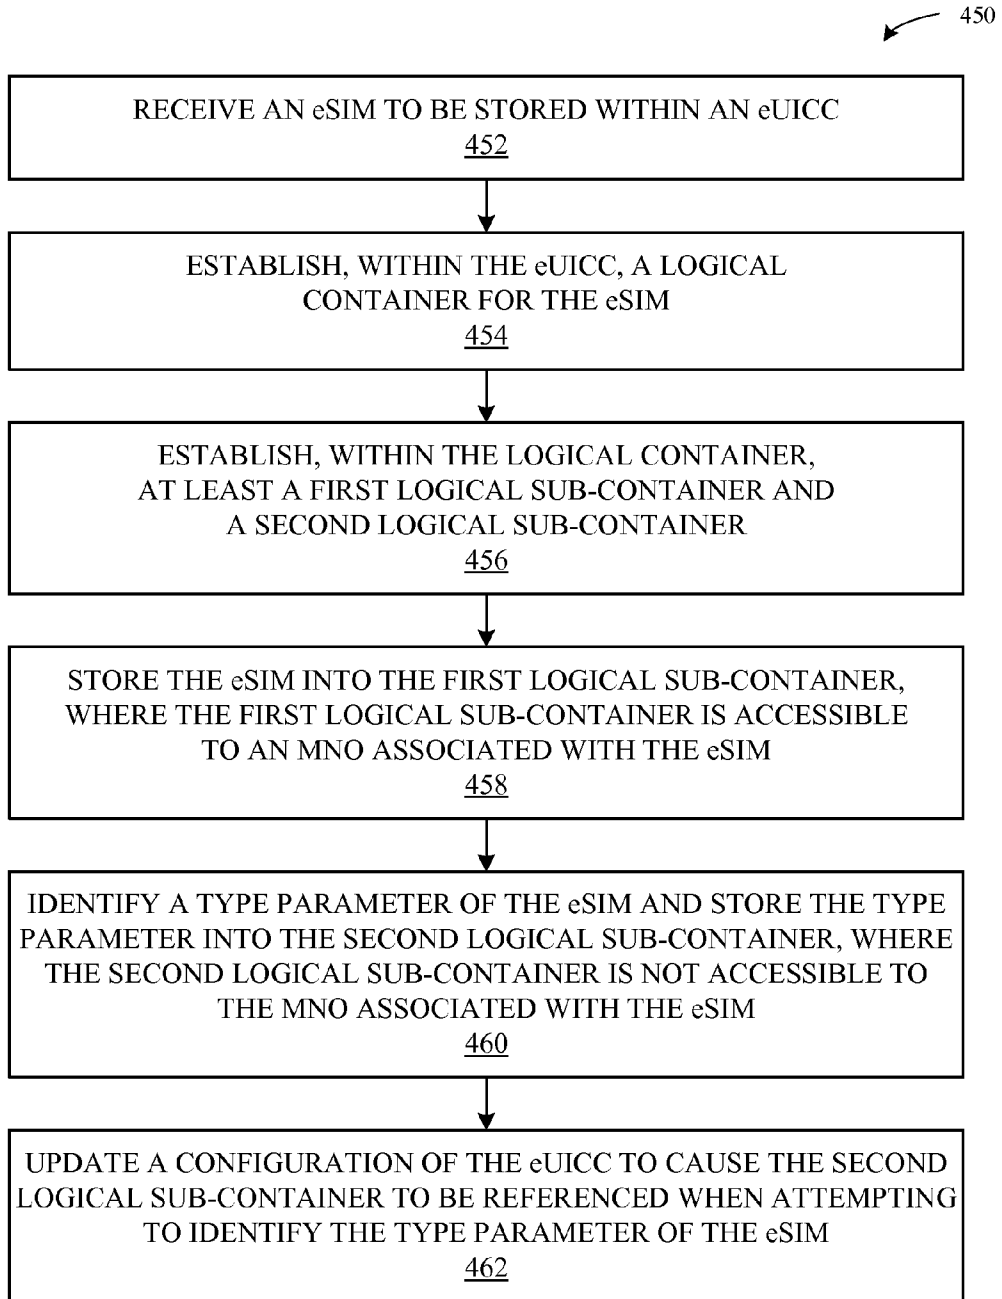 450
RECEIVE AN eSIM TO BE STORED WITHIN AN eUICC
452
ESTABLISH, WITHIN THE eUICC, A LOGICAL
CONTAINER FOR THE eSIM
454
ESTABLISH, WITHIN THE LOGICAL CONTAINER,
AT LEAST A FIRST LOGICAL SUB-CONTAINER AND
A SECOND LOGICAL SUB-CONTAINER
456
STORE THE eSIM INTO THE FIRST LOGICAL SUB-CONTAINER,
WHERE THE FIRST LOGICAL SUB-CONTAINER IS ACCESSIBLE
TO AN MNO ASSOCIATED WITH THE eSIM
458
IDENTIFY A TYPE PARAMETER OF THE eSIM AND STORE THE TYPE
PARAMETER INTO THE SECOND LOGICAL SUB-CONTAINER, WHERE
THE SECOND LOGICAL SUB-CONTAINER IS NOT ACCESSIBLE TO
THE MNO ASSOCIATED WITH THE eSIM
460
UPDATE A CONFIGURATION OF THE eUICC TO CAUSE THE SECOND
LOGICAL SUB-CONTAINER TO BE REFERENCED WHEN ATTEMPTING
TO IDENTIFY THE TYPE PARAMETER OF THE eSIM
462